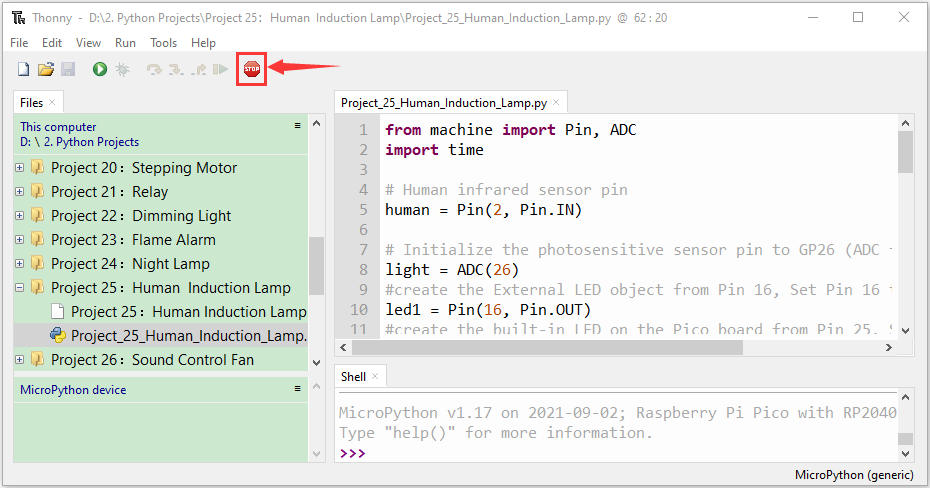 Thonny - D:\2. Python Projects\Project 25：Human Induction Lamp\Project_25_Human_Induction_Lamp.py @ 62 : 20
File Edit View Run Tools Help
STOP
Files
This computer
D: \ 2. Python Projects
Project 20：Stepping Motor
Project 21：Relay
Project 22：Dimming Light
Project 23：Flame Alarm
Project 24：Night Lamp
Project 25：Human Induction Lamp
Project 25：Human Induction Lamp
Project_25_Human_Induction_Lamp.
Project 26：Sound Control Fan
MicroPython device
Project_25_Human_Induction_Lamp.py
1 from machine import Pin, ADC
2 import time
3
4 # Human infrared sensor pin
5 human = Pin(2, Pin.IN)
6
7 # Initialize the photosensitive sensor pin to GP26 (ADC
8 light = ADC(26)
9 #create the External LED object from Pin 16, Set Pin 16
10 led1 = Pin(16, Pin.OUT)
11 #create the built-in LED on the Pico board from Pin 25, S
Shell
MicroPython v1.17 on 2021-09-02; Raspberry Pi Pico with RP2040
Type "help()" for more information.
>>>
MicroPython (generic)